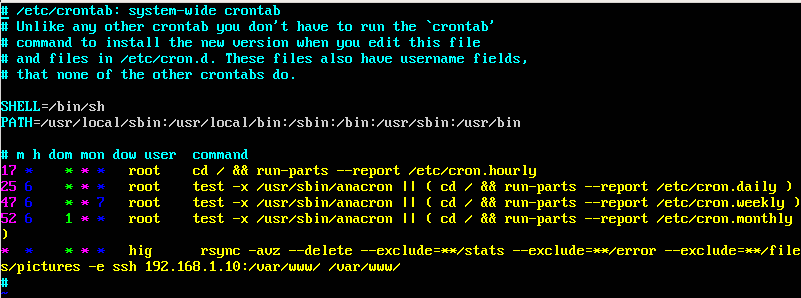 # /etc/crontab: system-wide crontab
# Unlike any other crontab you don't have to run the `crontab'
# command to install the new version when you edit this file
# and files in /etc/cron.d. These files also have username fields,
# that none of the other crontabs do.
SHELL=/bin/sh
PATH=/usr/local/sbin:/usr/local/bin:/sbin:/bin:/usr/sbin:/usr/bin
# m h dom mon dow user  command
17 *    * * *   root    cd / && run-parts --report /etc/cron.hourly
25 6    * * *   root    test -x /usr/sbin/anacron || ( cd / && run-parts --report /etc/cron.daily )
47 6    * * 7   root    test -x /usr/sbin/anacron || ( cd / && run-parts --report /etc/cron.weekly )
52 6    1 * *   root    test -x /usr/sbin/anacron || ( cd / && run-parts --report /etc/cron.monthly
)
*  *    * * *   hig      rsync -avz --delete --exclude=**/stats --exclude=**/error --exclude=**/file
s/pictures -e ssh 192.168.1.10:/var/www/ /var/www/
#